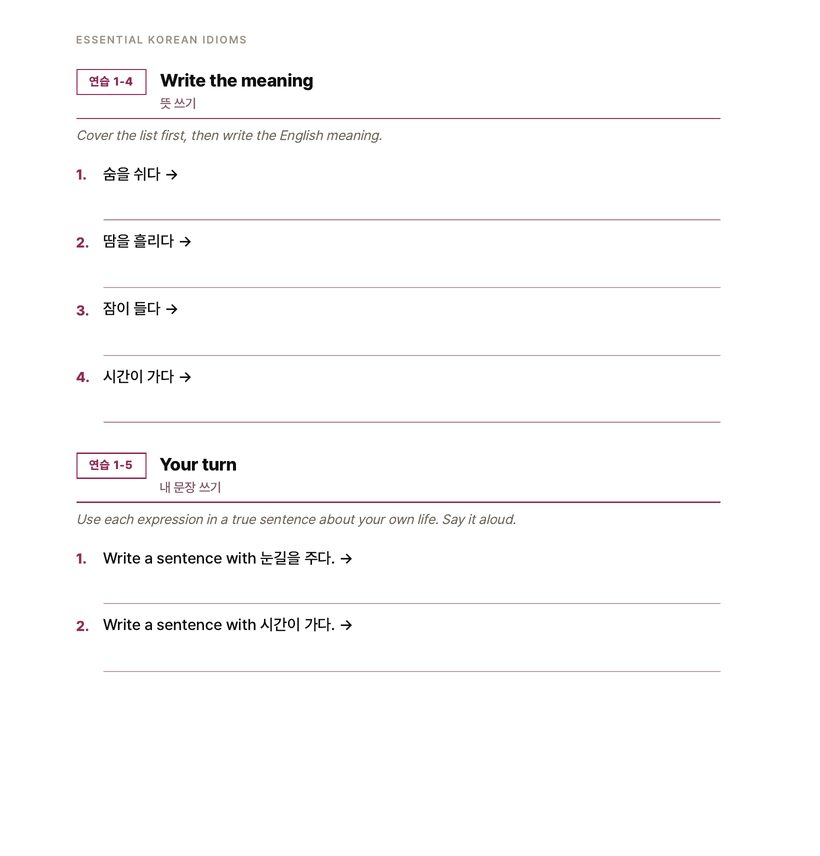 ESSENTIAL KOREAN IDIOMS
연습 1-4 Write the meaning
뜻 쓰기
Cover the list first, then write the English meaning.
1. 숨을 쉬다 →
2. 땀을 흘리다 →
3. 잠이 들다 →
4. 시간이 가다 →
연습 1-5 Your turn
내 문장 쓰기
Use each expression in a true sentence about your own life. Say it aloud.
1. Write a sentence with 눈길을 주다. →
2. Write a sentence with 시간이 가다. →